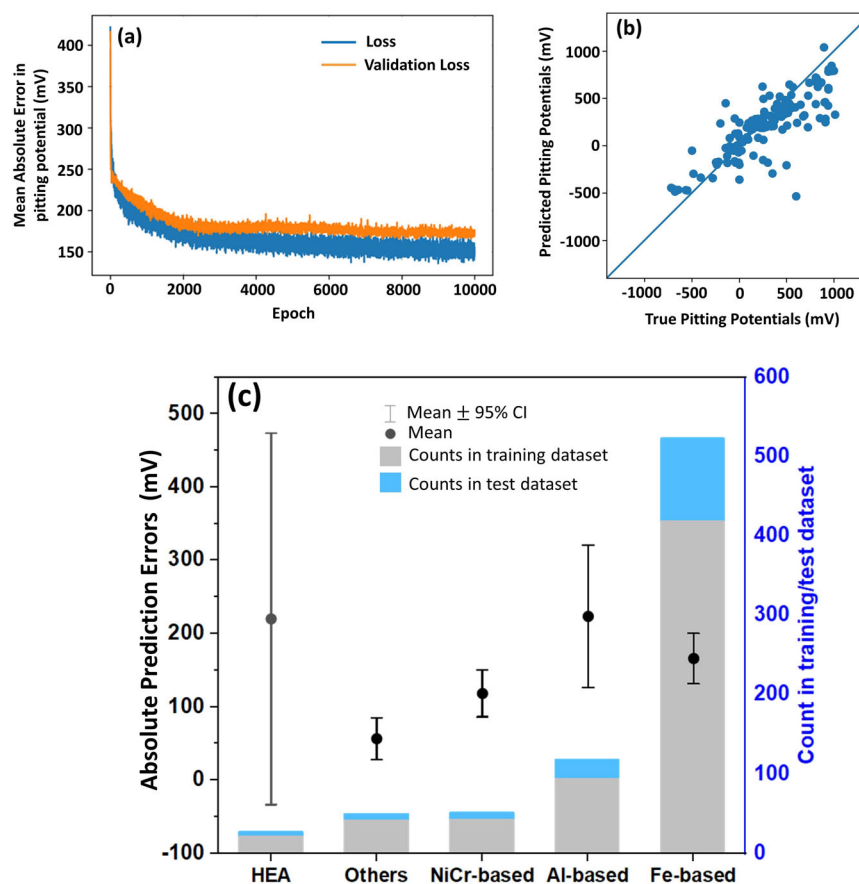 (a)
Loss
Validation Loss
Mean Absolute Error in
pitting potential (mV)
400
350
300
250
200
150
0
2000
4000
6000
8000
10000
Epoch
(b)
Predicted Pitting Potentials (mV)
1000
500
0
-500
-1000
-1000
-500
0
500
1000
True Pitting Potentials (mV)
(c)
Mean ± 95% CI
Mean
Counts in training dataset
Counts in test dataset
Absolute Prediction Errors (mV)
500
400
300
200
100
0
-100
600
500
400
300
200
100
0
Count in training/test dataset
HEA
Others
NiCr-based
Al-based
Fe-based